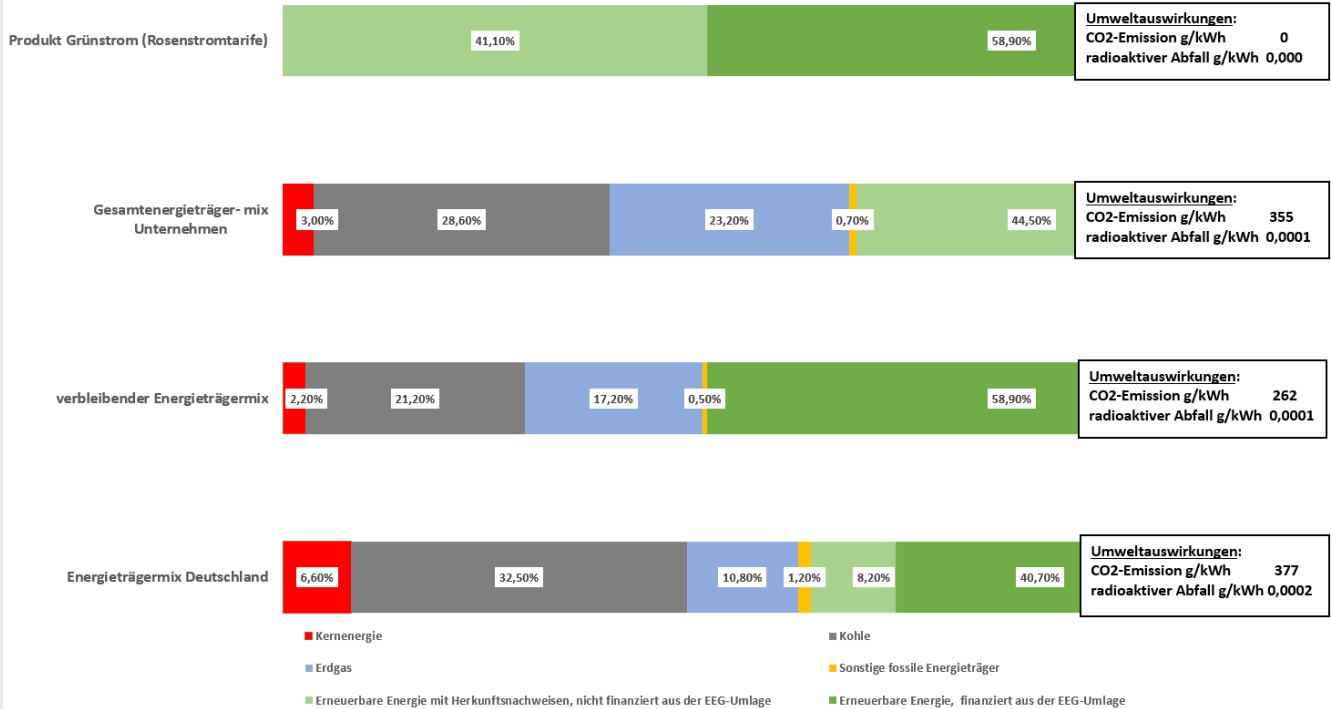 Produkt Grünstrom (Rosenstromtarife)
41,10%
58,90%
Umweltauswirkungen:
CO2-Emission g/kWh 0
radioaktiver Abfall g/kWh 0,000
Gesamtenergieträger- mix
Unternehmen
3,00%
28,60%
23,20%
0,70%
44,50%
Umweltauswirkungen:
CO2-Emission g/kWh 355
radioaktiver Abfall g/kWh 0,0001
verbleibender Energieträgermix
2,20%
21,20%
17,20%
0,50%
58,90%
Umweltauswirkungen:
CO2-Emission g/kWh 262
radioaktiver Abfall g/kWh 0,0001
Energieträgermix Deutschland
6,60%
32,50%
10,80%
1,20%
8,20%
40,70%
Umweltauswirkungen:
CO2-Emission g/kWh 377
radioaktiver Abfall g/kWh 0,0002
Kernenergie
Kohle
Erdgas
Sonstige fossile Energieträger
Erneuerbare Energie mit Herkunftsnachweisen, nicht finanziert aus der EEG-Umlage
Erneuerbare Energie, finanziert aus der EEG-Umlage